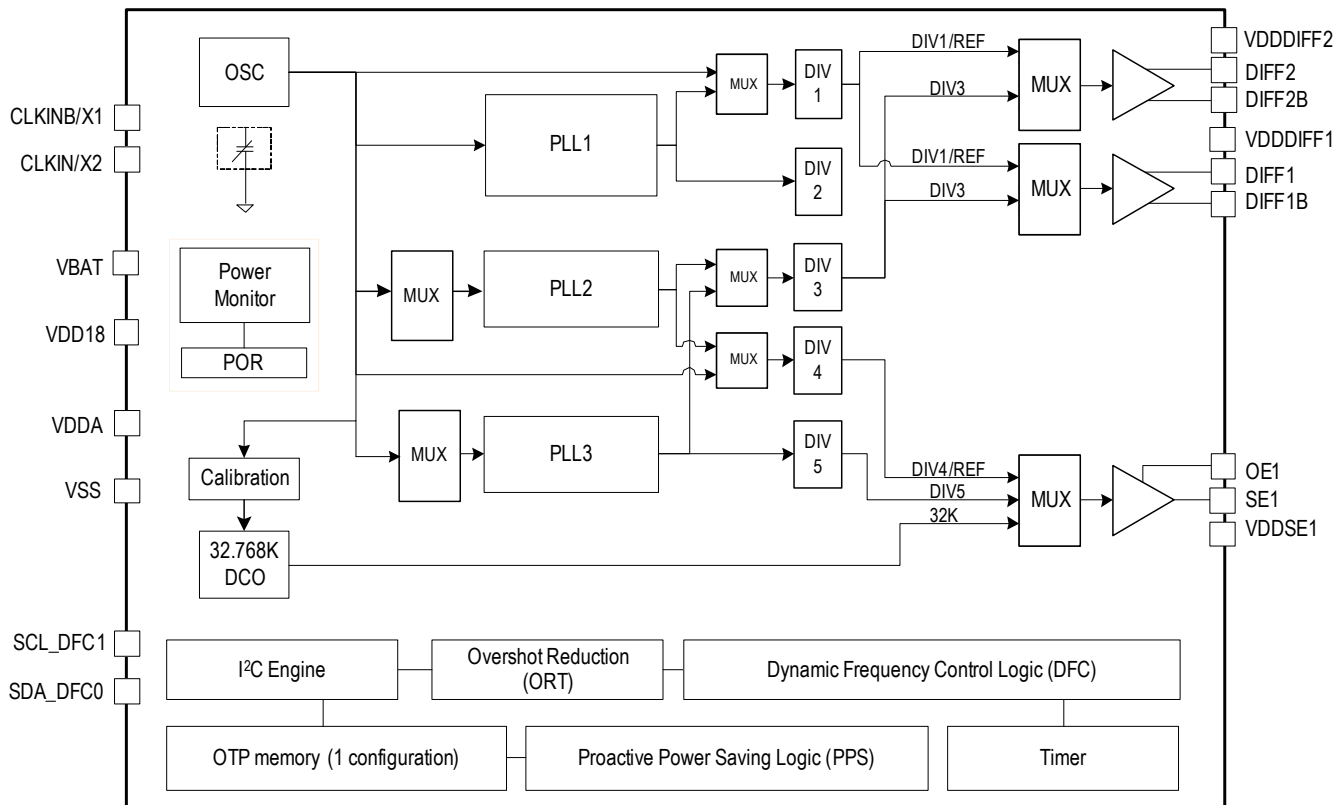 VDDDIFF2
DIV1/REF
OSC
DIFF2
MUX
DIV
1
MUX
DIV3
DIFF2B
CLKINB/X1
VDDDIFF1
PLL1
CLKIN/X2
DIV1/REF
DIFF1
DIV
2
MUX
DIV3
DIFF1B
VBAT
Power
Monitor
MUX
PLL2
MUX
DIV
3
VDD18
POR
MUX
DIV
4
VDDA
MUX
PLL3
DIV
5
Calibration
DIV4/REF
OE1
VSS
DIV5
MUX
SE1
32K
VDDSE1
32.768K
DCO
SCL_DFC1
I²C Engine
Overshot Reduction
(ORT)
Dynamic Frequency Control Logic (DFC)
SDA_DFC0
OTP memory (1 configuration)
Proactive Power Saving Logic (PPS)
Timer